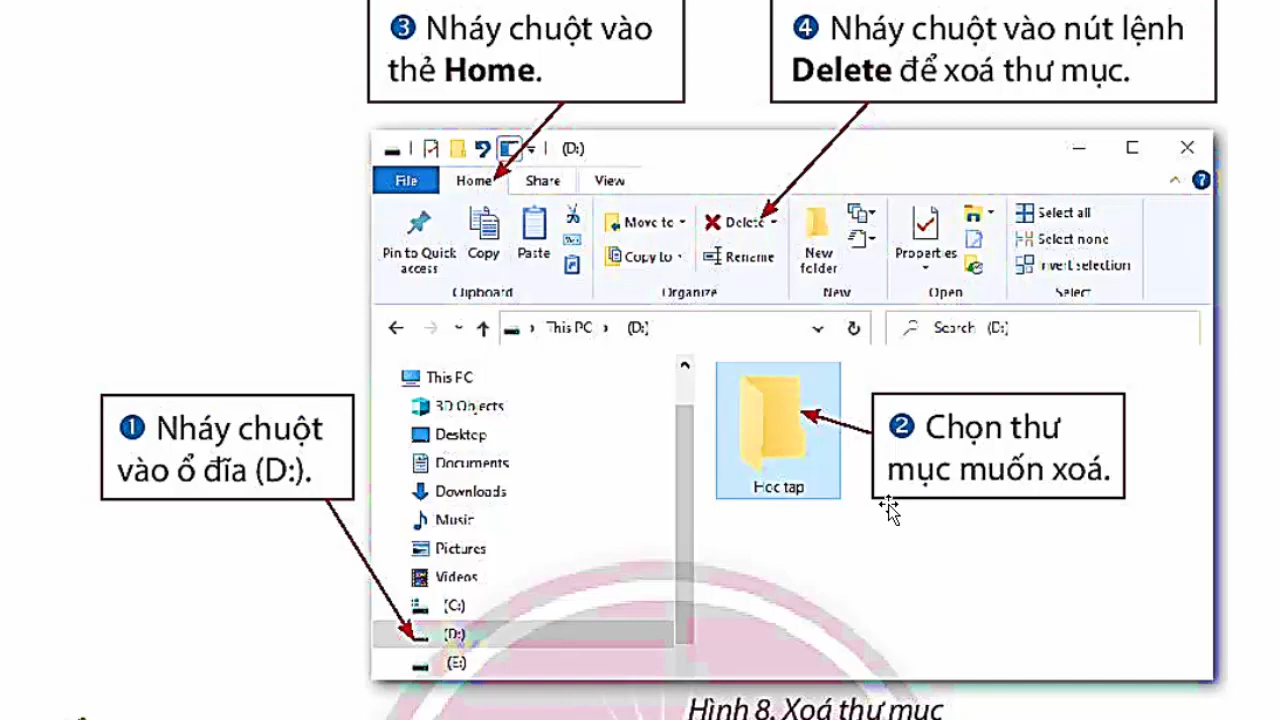 ❸ Nháy chuột vào
thẻ Home.
❹ Nháy chuột vào nút lệnh
Delete để xoá thư mục.
(D:)
File Home Share View
Pin to Quick access
Copy
Paste
Move to
Copy to
Delete
Rename
New folder
Properties
Select all
Select none
Invert selection
Clipboard Organize New Open Select
This PC › (D:)
Search (D:)
This PC
3D Objects
Desktop
Documents
Downloads
Music
Pictures
Videos
(C:)
(D:)
(E:)
Hoc tap
❶ Nháy chuột
vào ổ đĩa (D:).
❷ Chọn thư
mục muốn xoá.
Hình 8. Xoá thư mục